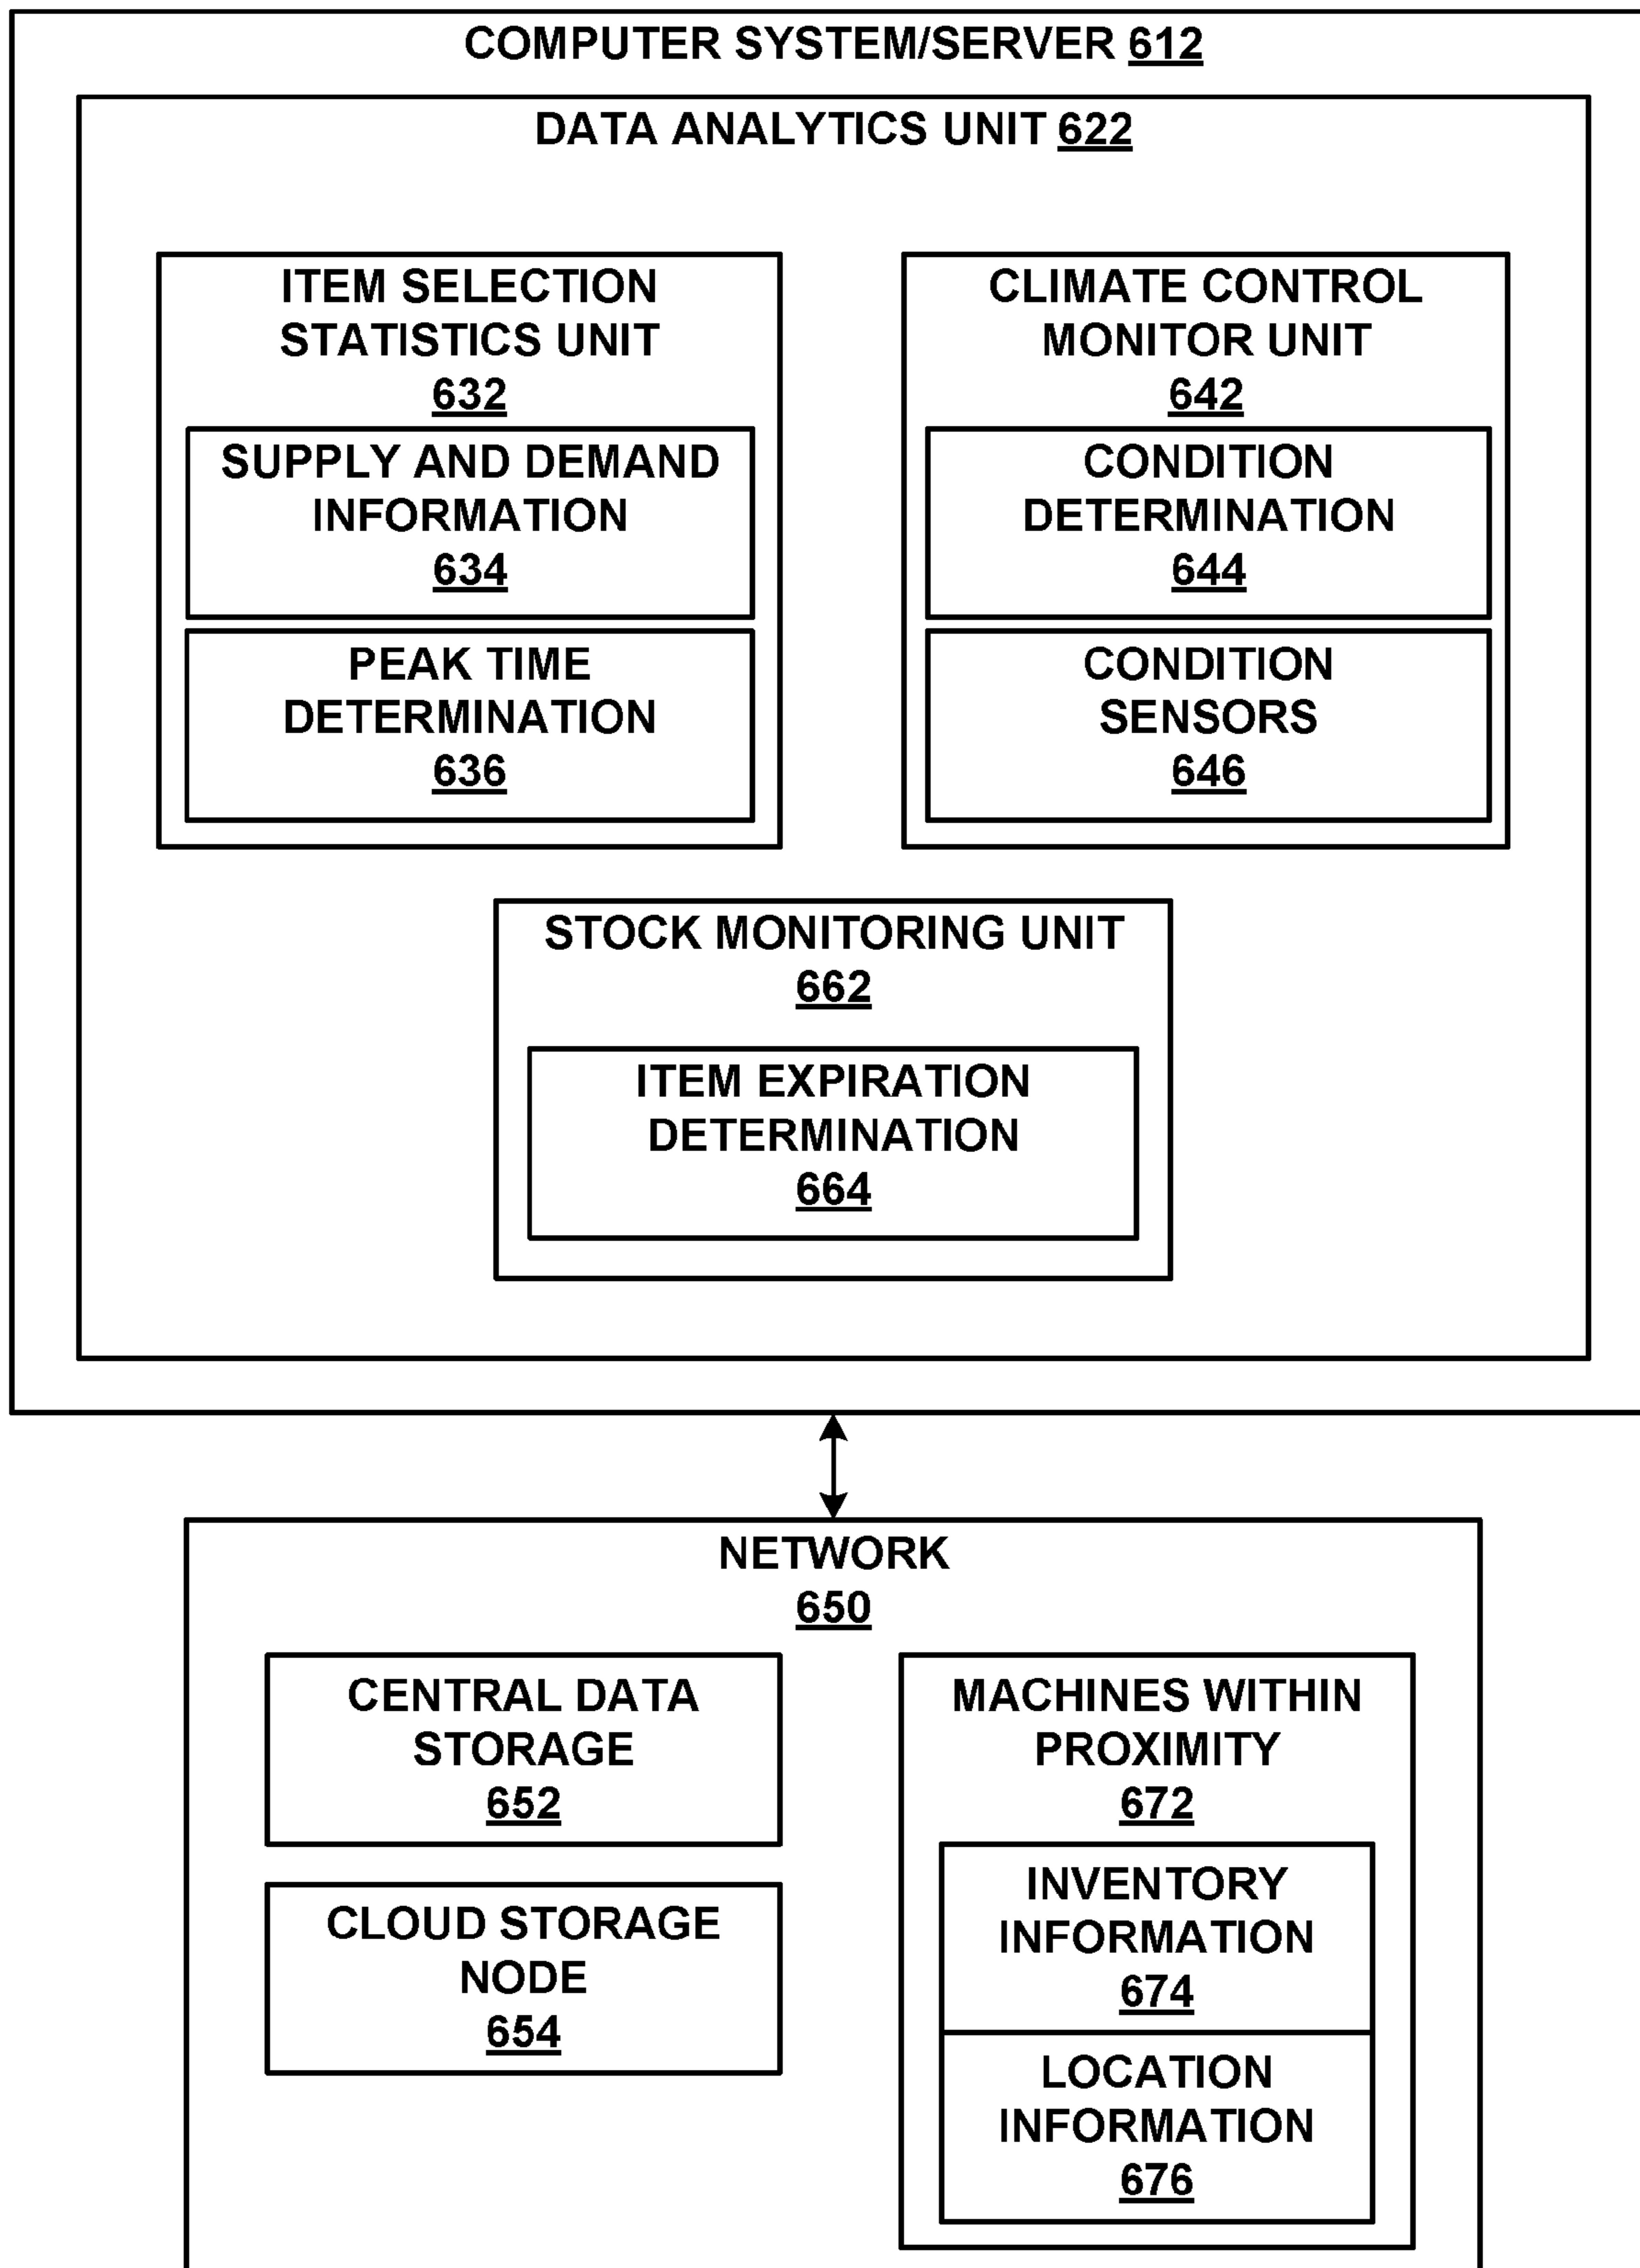 COMPUTER SYSTEM/SERVER 612
DATA ANALYTICS UNIT 622
ITEM SELECTION
STATISTICS UNIT
632
SUPPLY AND DEMAND
INFORMATION
634
PEAK TIME
DETERMINATION
636
CLIMATE CONTROL
MONITOR UNIT
642
CONDITION
DETERMINATION
644
CONDITION
SENSORS
646
STOCK MONITORING UNIT
662
ITEM EXPIRATION
DETERMINATION
664
NETWORK
650
CENTRAL DATA
STORAGE
652
CLOUD STORAGE
NODE
654
MACHINES WITHIN
PROXIMITY
672
INVENTORY
INFORMATION
674
LOCATION
INFORMATION
676